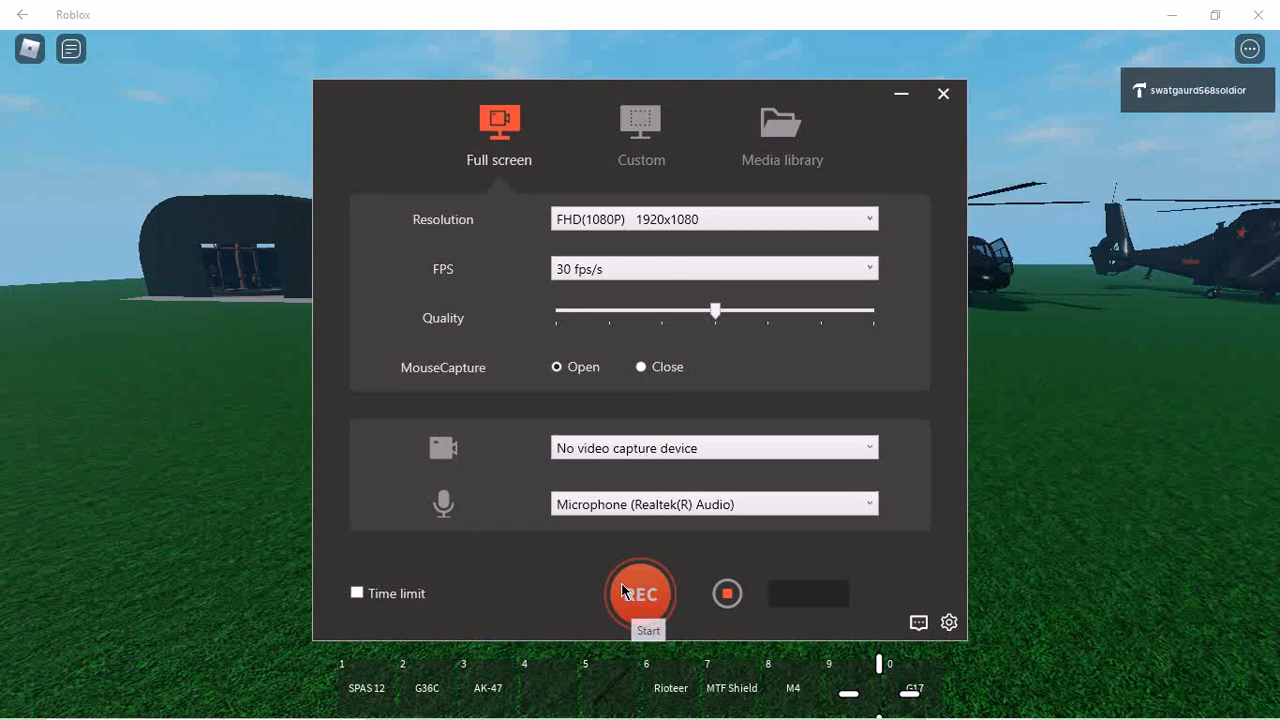 Roblox
swatgaurd568soldior
Full screen
Custom
Media library
Resolution
FHD(1080P) 1920x1080
FPS
30 fps/s
Quality
MouseCapture
Open
Close
No video capture device
Microphone (Realtek(R) Audio)
Time limit
REC
Start
1 2 3 4 5 6 7 8 9 0
SPAS 12 G36C AK-47 Rioteer MTF Shield M4 G17